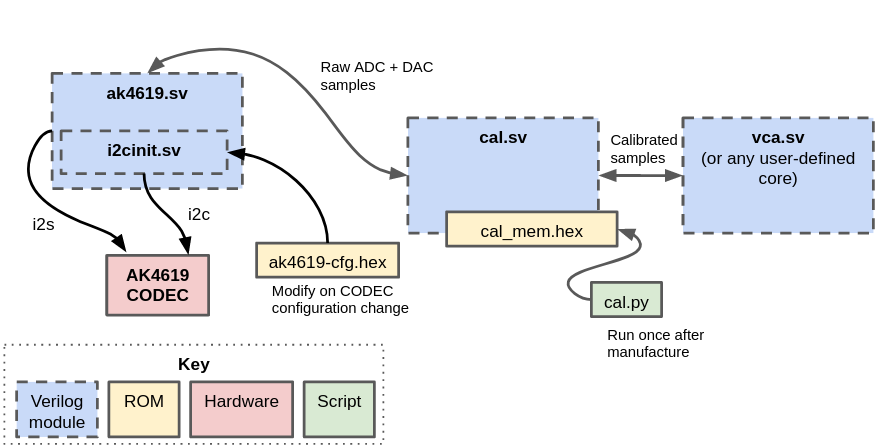 ak4619.sv
i2cinit.sv
Raw ADC + DAC
samples
cal.sv
Calibrated
samples
vca.sv
(or any user-defined
core)
i2s
i2c
AK4619
CODEC
ak4619-cfg.hex
Modify on CODEC
configuration change
cal_mem.hex
cal.py
Run once after
manufacture
Key
Verilog
module
ROM
Hardware
Script